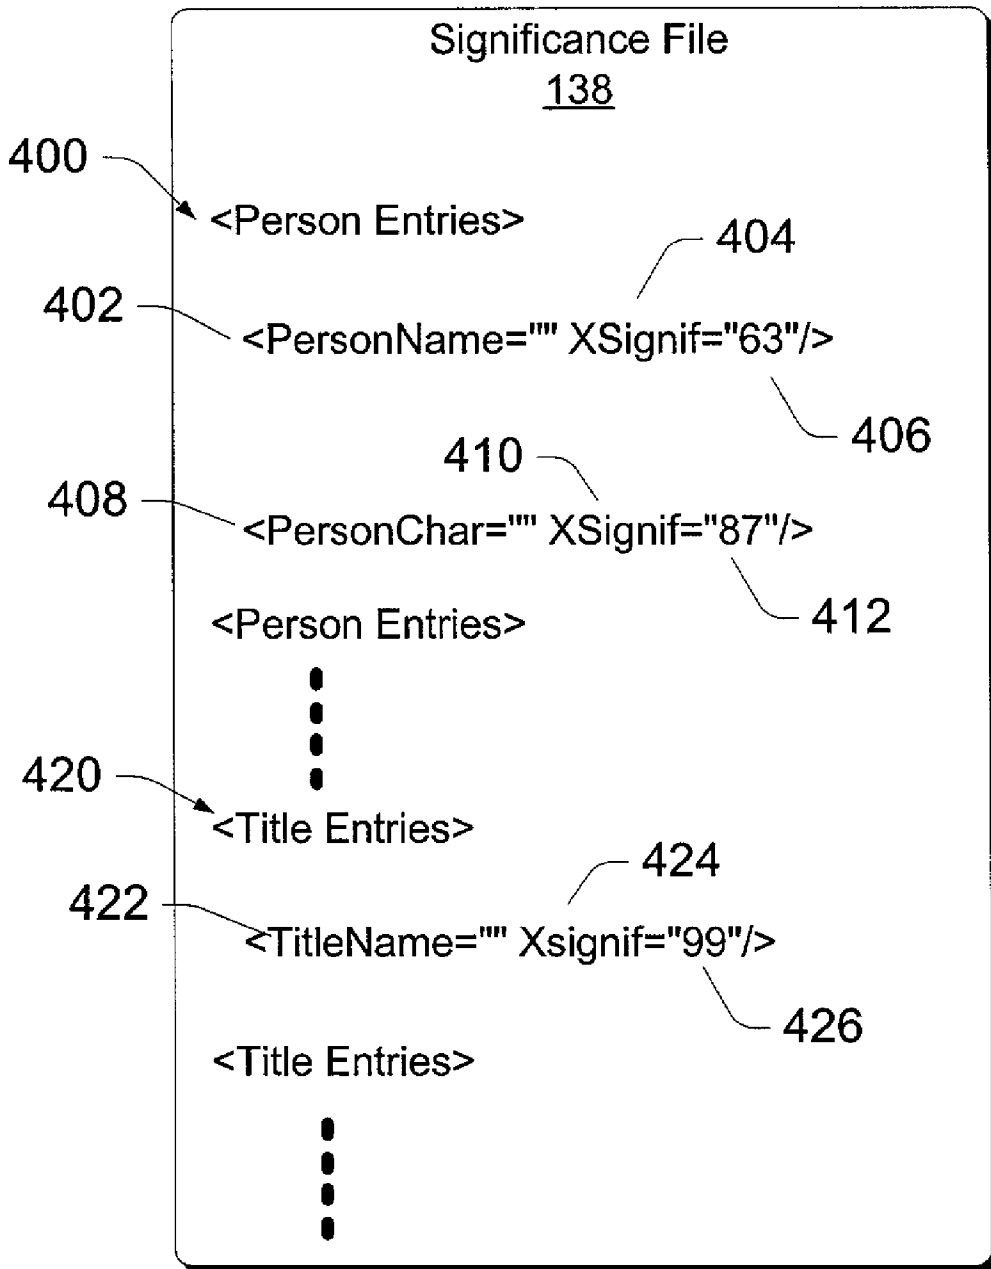 Significance File
138
400
<Person Entries>
404
402
<PersonName="" XSignif="63"/>
406
410
408
<PersonChar="" XSignif="87"/>
412
<Person Entries>
420
<Title Entries>
424
422
<TitleName="" Xsignif="99"/>
426
<Title Entries>